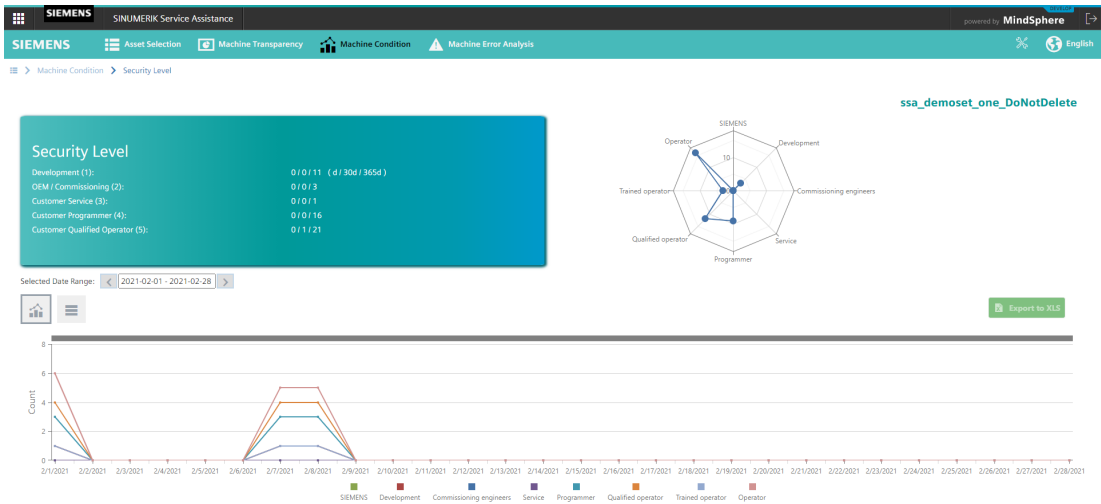 SIEMENS SINUMERIK Service Assistance powered by MindSphere DEVELOP
SIEMENS Asset Selection Machine Transparency Machine Condition Machine Error Analysis English
Machine Condition Security Level
ssa_demoset_one_DoNotDelete
Security Level
Development (1): 0 / 0 / 11 ( d / 30d / 365d )
OEM / Commissioning (2): 0 / 0 / 3
Customer Service (3): 0 / 0 / 1
Customer Programmer (4): 0 / 0 / 16
Customer Qualified Operator (5): 0 / 1 / 21
SIEMENS
Operator Development
10
Trained operator Commissioning engineers
Qualified operator Service
Programmer
Selected Date Range: 2021-02-01 - 2021-02-28
Export to XLS
8
6
Count
4
2
0
2/1/2021 2/2/2021 2/3/2021 2/4/2021 2/5/2021 2/6/2021 2/7/2021 2/8/2021 2/9/2021 2/10/2021 2/11/2021 2/12/2021 2/13/2021 2/14/2021 2/15/2021 2/16/2021 2/17/2021 2/18/2021 2/19/2021 2/20/2021 2/21/2021 2/22/2021 2/23/2021 2/24/2021 2/25/2021 2/26/2021 2/27/2021 2/28/2021
SIEMENS Development Commissioning engineers Service Programmer Qualified operator Trained operator Operator